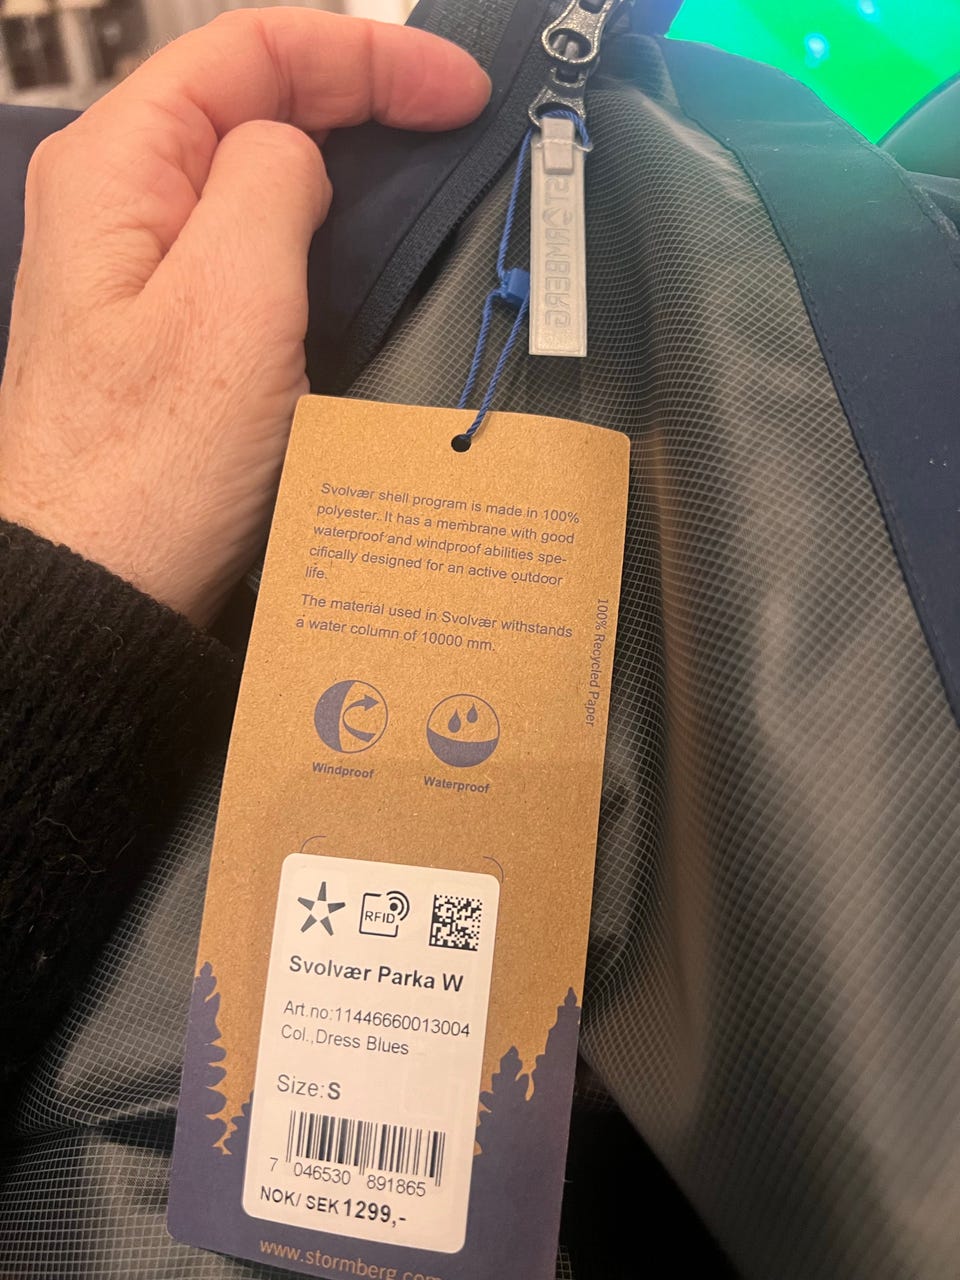 STORMBERG
Svolvær shell program is made in 100%
polyester. It has a membrane with good
waterproof and windproof abilities spe-
cifically designed for an active outdoor
life.
The material used in Svolvær withstands
a water column of 10000 mm.
100% Recycled Paper
Windproof
Waterproof
RFID
Svolvær Parka W
Art.no:11446660013004
Col.,Dress Blues
Size:S
7 046530 891865
NOK/ SEK 1299,-
www.stormberg.com